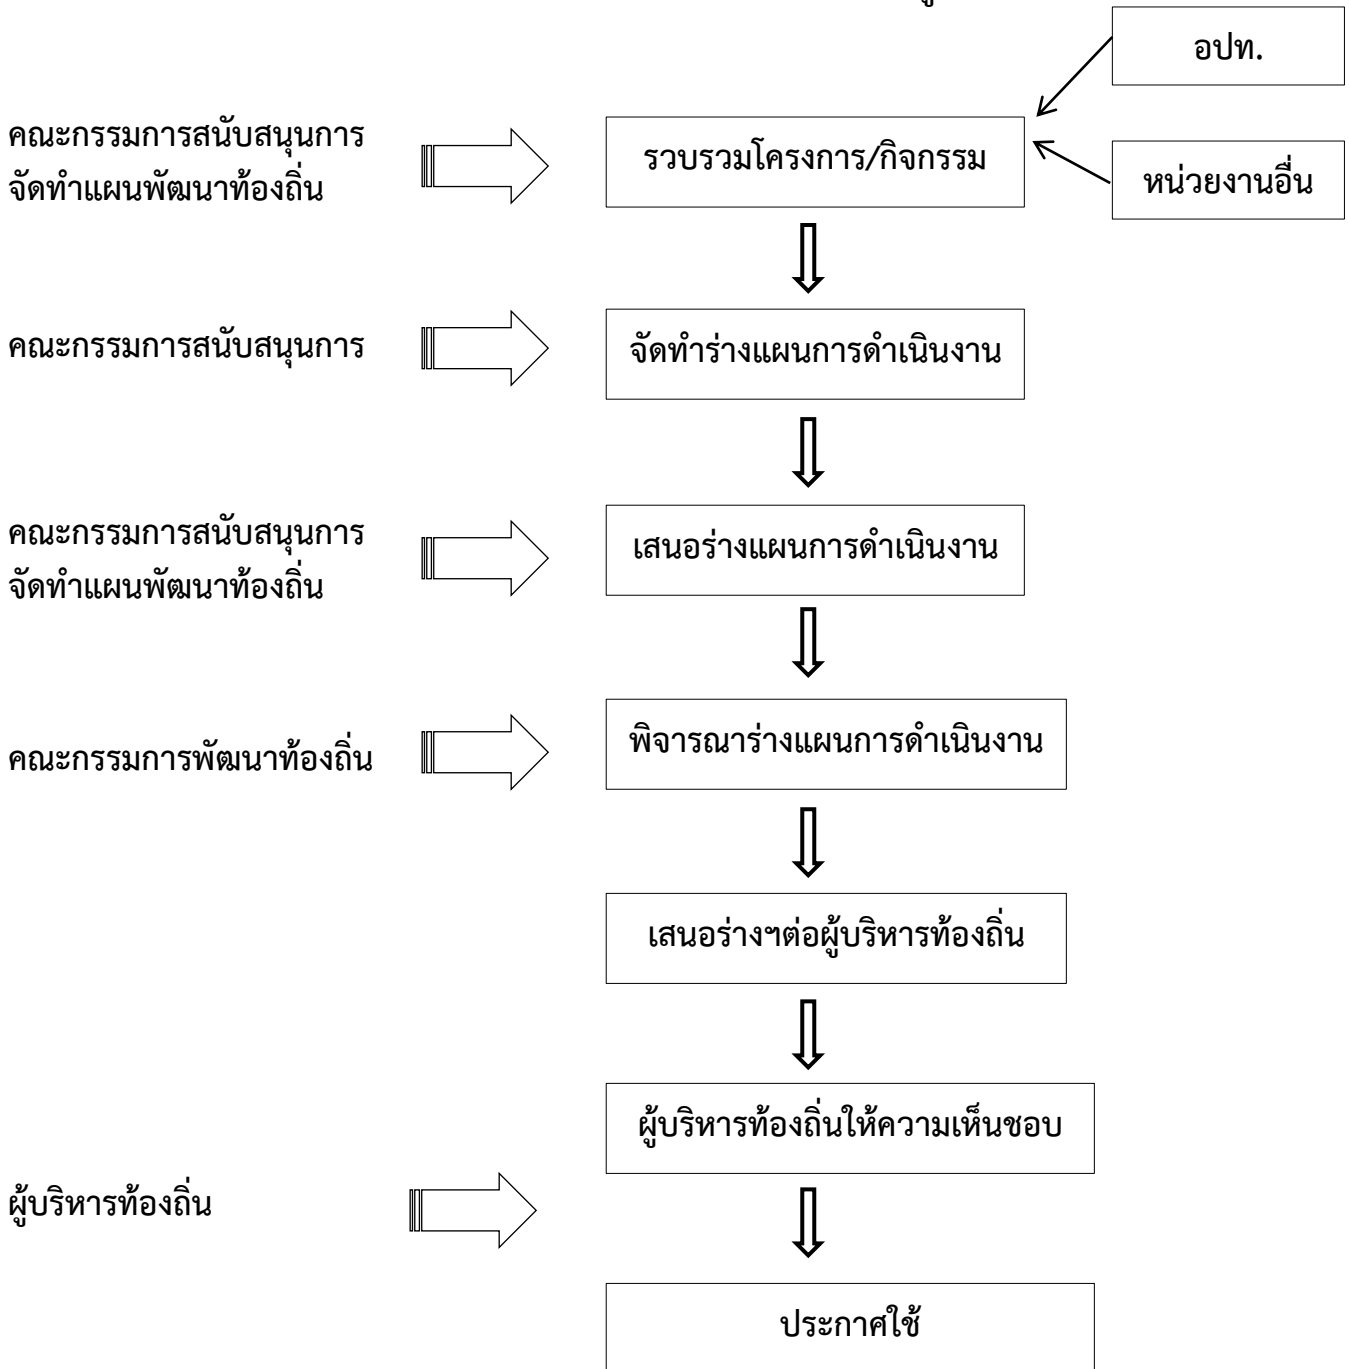 อปท.
คณะกรรมการสนับสนุนการ
จัดทำแผนพัฒนาท้องถิ่น
รวบรวมโครงการ/กิจกรรม
หน่วยงานอื่น
คณะกรรมการสนับสนุนการ
จัดทำร่างแผนการดำเนินงาน
คณะกรรมการสนับสนุนการ
จัดทำแผนพัฒนาท้องถิ่น
เสนอร่างแผนการดำเนินงาน
คณะกรรมการพัฒนาท้องถิ่น
พิจารณาร่างแผนการดำเนินงาน
เสนอร่างฯต่อผู้บริหารท้องถิ่น
ผู้บริหารท้องถิ่นให้ความเห็นชอบ
ผู้บริหารท้องถิ่น
ประกาศใช้